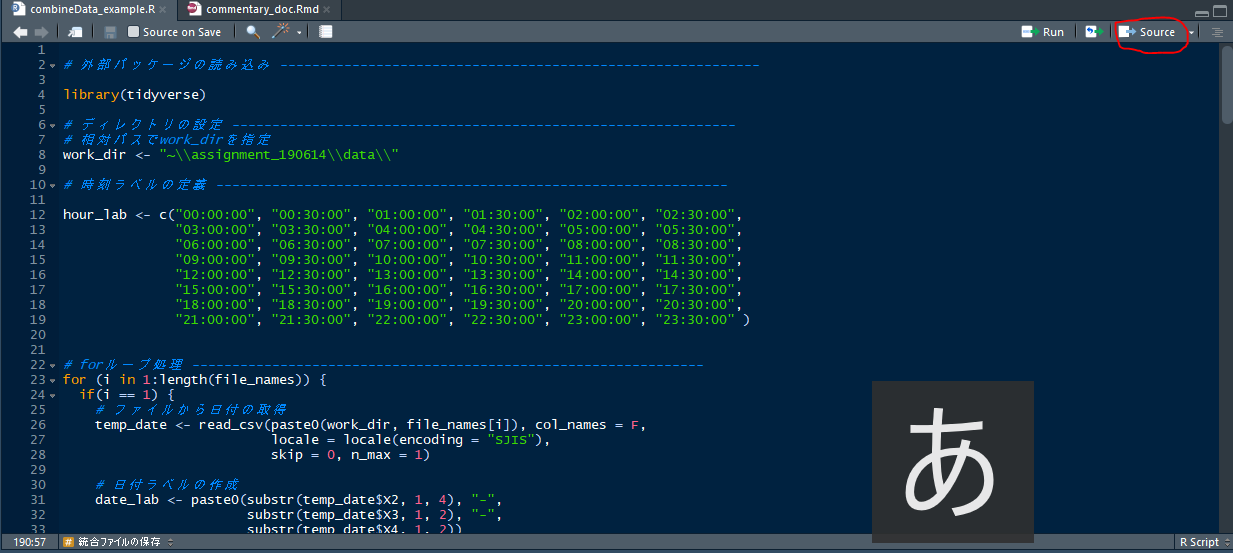 combineData_example.R
commentary_doc.Rmd
Source on Save
Run
Source
1
2 # 外部パッケージの読み込み ------------------------------------------------------------
3
4 library(tidyverse)
5
6 # ディレクトリの設定 ---------------------------------------------------------------
7 # 相対パスでwork_dirを指定
8 work_dir <- "~\\assignment_190614\\data\\"
9
10 # 時刻ラベルの定義 ----------------------------------------------------------------
11
12 hour_lab <- c("00:00:00", "00:30:00", "01:00:00", "01:30:00", "02:00:00", "02:30:00",
13 "03:00:00", "03:30:00", "04:00:00", "04:30:00", "05:00:00", "05:30:00",
14 "06:00:00", "06:30:00", "07:00:00", "07:30:00", "08:00:00", "08:30:00",
15 "09:00:00", "09:30:00", "10:00:00", "10:30:00", "11:00:00", "11:30:00",
16 "12:00:00", "12:30:00", "13:00:00", "13:30:00", "14:00:00", "14:30:00",
17 "15:00:00", "15:30:00", "16:00:00", "16:30:00", "17:00:00", "17:30:00",
18 "18:00:00", "18:30:00", "19:00:00", "19:30:00", "20:00:00", "20:30:00",
19 "21:00:00", "21:30:00", "22:00:00", "22:30:00", "23:00:00", "23:30:00" )
20
21
22 # forループ処理 ----------------------------------------------------------------
23 for (i in 1:length(file_names)) {
24 if(i == 1) {
25 # ファイルから日付の取得
26 temp_date <- read_csv(paste0(work_dir, file_names[i]), col_names = F,
27 locale = locale(encoding = "SJIS"),
28 skip = 0, n_max = 1)
29
30 # 日付ラベルの作成
31 date_lab <- paste0(substr(temp_date$X2, 1, 4), "-",
32 substr(temp_date$X3, 1, 2), "-",
33 substr(temp_date$X4, 1, 2))
あ
190:57
# 統合ファイルの保存
R Script